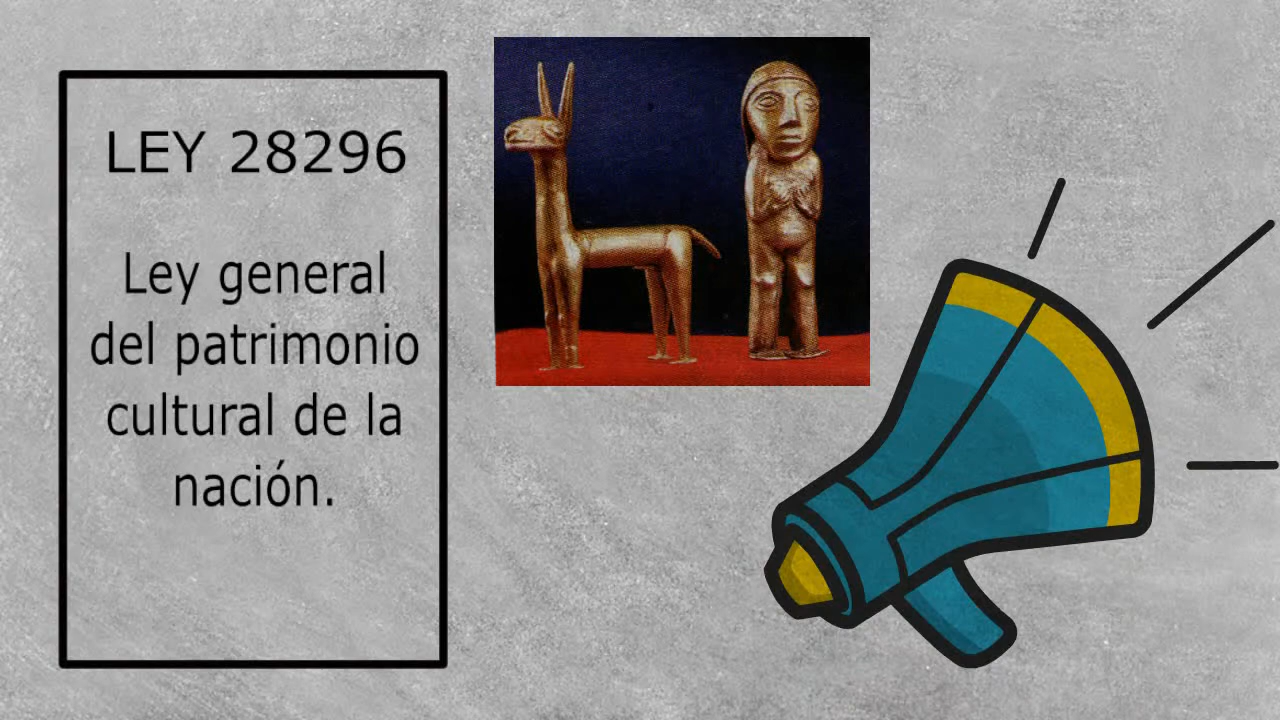 LEY 28296
Ley general
del patrimonio
cultural de la
nación.